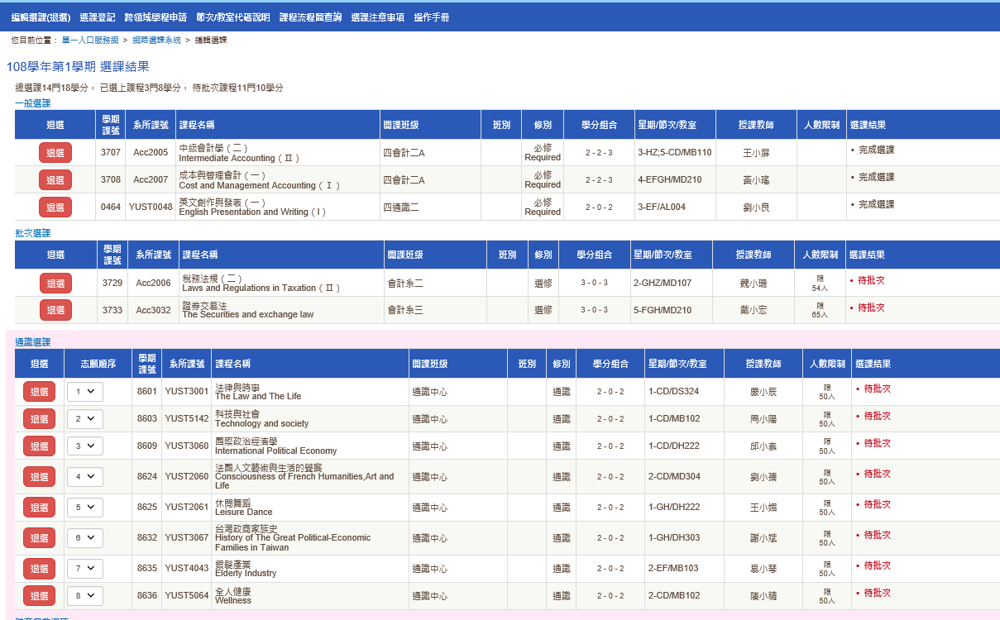 編輯選課(退選) 選課登記 跨領域學程申請 節次/教室代碼說明 課程流程圖查詢 選課注意事項 操作手冊
您目前位置： 單一入口服務網 > 網路選課系統 > 編輯選課
108學年第1學期 選課結果
總選課14門18學分， 已選上課程3門8學分， 待批次課程11門10學分
一般選課
退選 學期課號 系所課號 課程名稱 開課班級 班別 修別 學分組合 星期/節次/教室 授課教師 人數限制 選課結果
退選 3707 Acc2005 中級會計學（二） Intermediate Accounting（Ⅱ） 四會計二A 必修 Required 2 - 2 - 3 3-HZ;5-CD/MB110 王小屏 • 完成選課
退選 3708 Acc2007 成本與管理會計（一） Cost and Management Accounting（Ⅰ） 四會計二A 必修 Required 2 - 2 - 3 4-EFGH/MD210 黃小瑤 • 完成選課
退選 0464 YUST0048 英文創作與發表（一） English Presentation and Writing（I） 四通識二 必修 Required 2 - 0 - 2 3-EF/AL004 劉小良 • 完成選課
批次選課
退選 學期課號 系所課號 課程名稱 開課班級 班別 修別 學分組合 星期/節次/教室 授課教師 人數限制 選課結果
退選 3729 Acc2006 稅務法規（二） Laws and Regulations in Taxation（Ⅱ） 會計系二 選修 3 - 0 - 3 2-GHZ/MD107 魏小珊 限54人 • 待批次
退選 3733 Acc3032 證券交易法 The Securities and exchange law 會計系三 選修 3 - 0 - 3 5-FGH/MD210 戴小宏 限65人 • 待批次
通識選課
退選 志願順序 學期課號 系所課號 課程名稱 開課班級 班別 修別 學分組合 星期/節次/教室 授課教師 人數限制 選課結果
退選 1 8601 YUST3001 法律與時事 The Law and The Life 通識中心 通識 2 - 0 - 2 1-CD/DS324 嚴小辰 限50人 • 待批次
退選 2 8603 YUST5142 科技與社會 Technology and society 通識中心 通識 2 - 0 - 2 1-CD/MB102 周小陽 限50人 • 待批次
退選 3 8609 YUST3060 國際政治經濟學 International Political Economy 通識中心 通識 2 - 0 - 2 1-CD/DH222 邱小泰 限50人 • 待批次
退選 4 8624 YUST2060 法國人文藝術與生活的饗宴 Consciousness of French Humanities,Art and Life 通識中心 通識 2 - 0 - 2 2-CD/MD304 劉小 限50人 • 待批次
退選 5 8625 YUST2061 休閒舞蹈 Leisure Dance 通識中心 通識 2 - 0 - 2 1-GH/DH222 王小媚 限50人 • 待批次
退選 6 8632 YUST3067 台灣政商家族史 History of The Great Political-Economic Families in Taiwan 通識中心 通識 2 - 0 - 2 1-GH/DH303 謝小斌 限50人 • 待批次
退選 7 8635 YUST4043 銀髮產業 Elderly Industry 通識中心 通識 2 - 0 - 2 2-EF/MB103 易小琴 限50人 • 待批次
退選 8 8636 YUST5064 全人健康 Wellness 通識中心 通識 2 - 0 - 2 2-CD/MB102 陳小精 限50人 • 待批次